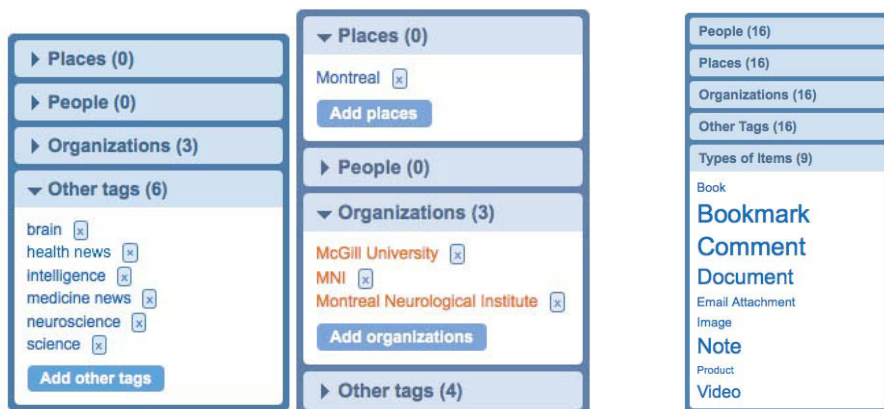 Places (0)
People (0)
Organizations (3)
Other tags (6)
brain x
health news x
intelligence x
medicine news x
neuroscience x
science x
Add other tags
Places (0)
Montreal x
Add places
People (0)
Organizations (3)
McGill University x
MNI x
Montreal Neurological Institute x
Add organizations
Other tags (4)
People (16)
Places (16)
Organizations (16)
Other Tags (16)
Types of Items (9)
Book
Bookmark
Comment
Document
Email Attachment
Image
Note
Product
Video